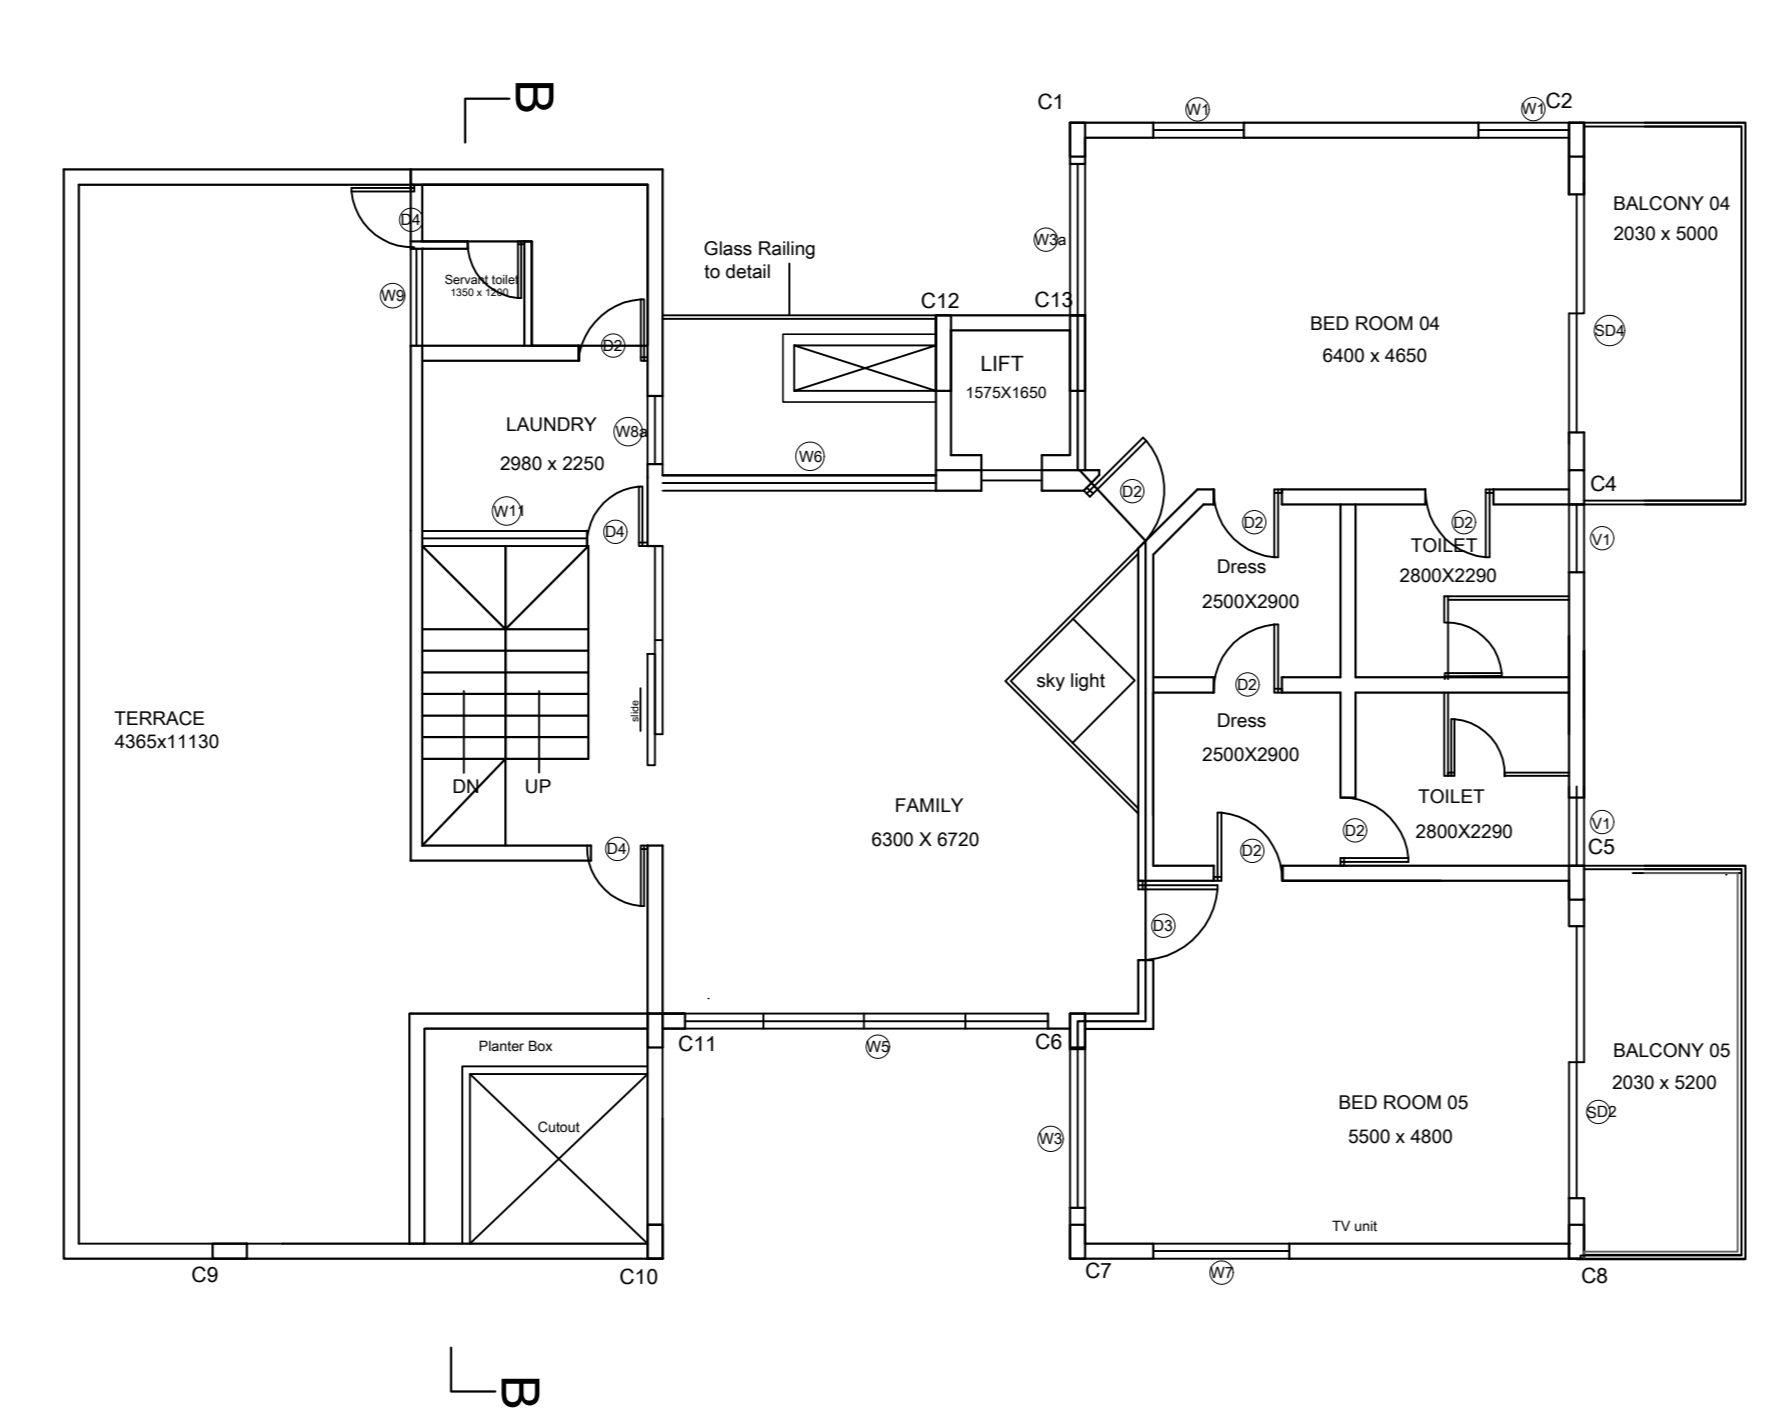 B
C1
W1
W1
C2
D4
BALCONY 04
2030 x 5000
Glass Railing
to detail
W3a
Servant toilet
1350 x 1200
W9
C12
C13
BED ROOM 04
6400 x 4650
SD4
D2
LIFT
1575X1650
LAUNDRY
2980 x 2250
W8a
W6
D2
C4
W11
D4
D2
D2
V1
TOILET
2800X2290
Dress
2500X2900
sky light
D2
slide
TERRACE
4365x11130
Dress
2500X2900
DN
UP
FAMILY
6300 X 6720
TOILET
2800X2290
V1
C5
D4
D2
D2
D3
Planter Box
C11
W5
C6
BALCONY 05
2030 x 5200
SD2
BED ROOM 05
5500 x 4800
Cutout
W3
TV unit
C9
C10
C7
W7
C8
B